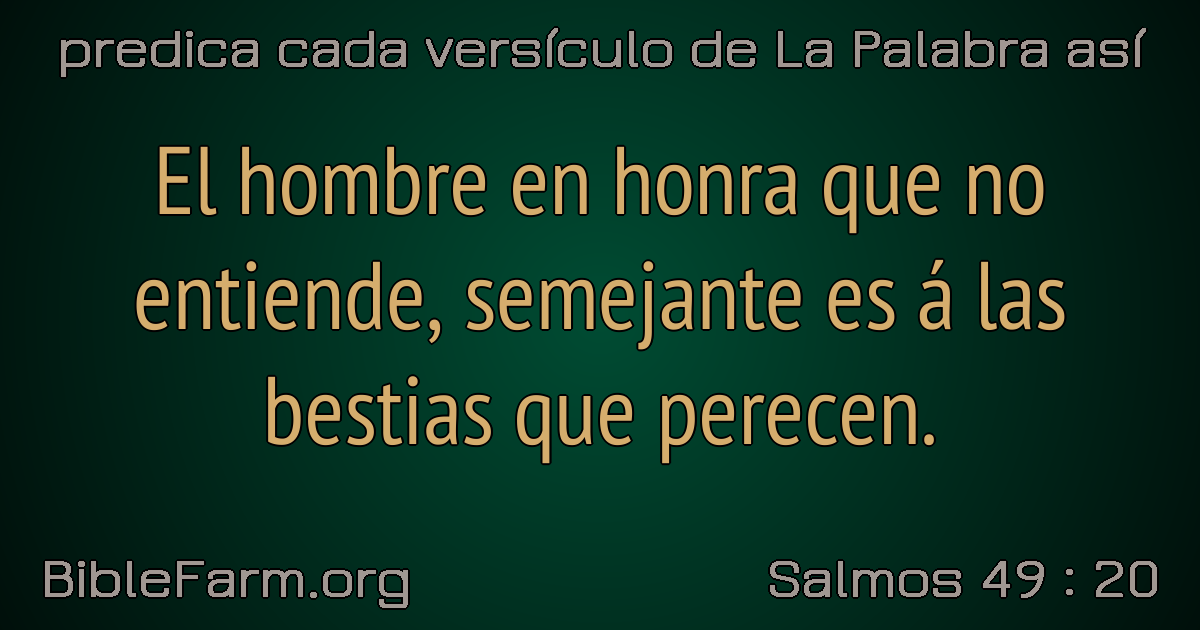 predica cada versículo de La Palabra así
El hombre en honra que no
entiende, semejante es á las
bestias que perecen.
BibleFarm.org
Salmos 49 : 20